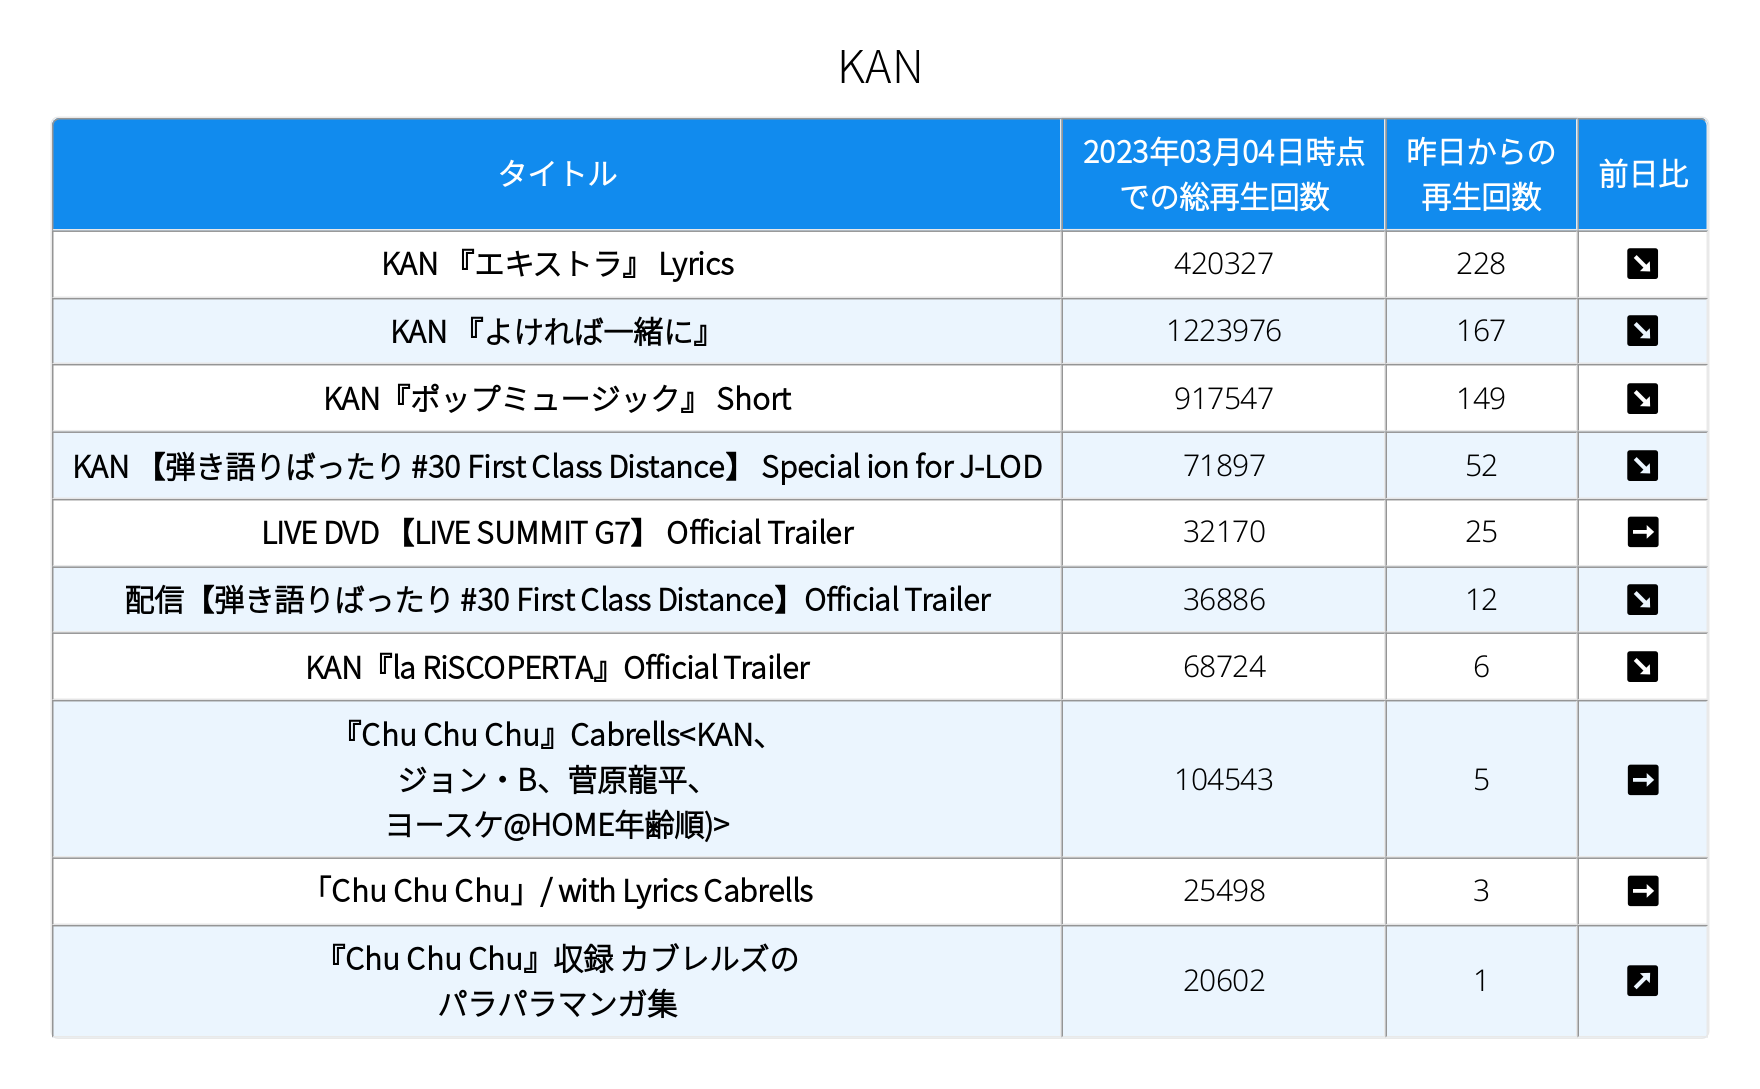 KAN
タイトル
2023年03月04日時点
での総再生回数
昨日からの
再生回数
前日比
KAN 『エキストラ』 Lyrics 420327 228 ↘
KAN 『よければ一緒に』 1223976 167 ↘
KAN『ポップミュージック』 Short 917547 149 ↘
KAN 【弾き語りばったり #30 First Class Distance】 Special ion for J-LOD 71897 52 ↘
LIVE DVD 【LIVE SUMMIT G7】 Official Trailer 32170 25 →
配信【弾き語りばったり #30 First Class Distance】Official Trailer 36886 12 ↘
KAN『la RiSCOPERTA』Official Trailer 68724 6 ↘
『Chu Chu Chu』Cabrells<KAN、
ジョン・B、菅原龍平、
ヨースケ@HOME年齢順)>
104543 5 →
「Chu Chu Chu」/ with Lyrics Cabrells 25498 3 →
『Chu Chu Chu』収録 カブレルズの
パラパラマンガ集
20602 1 ↗